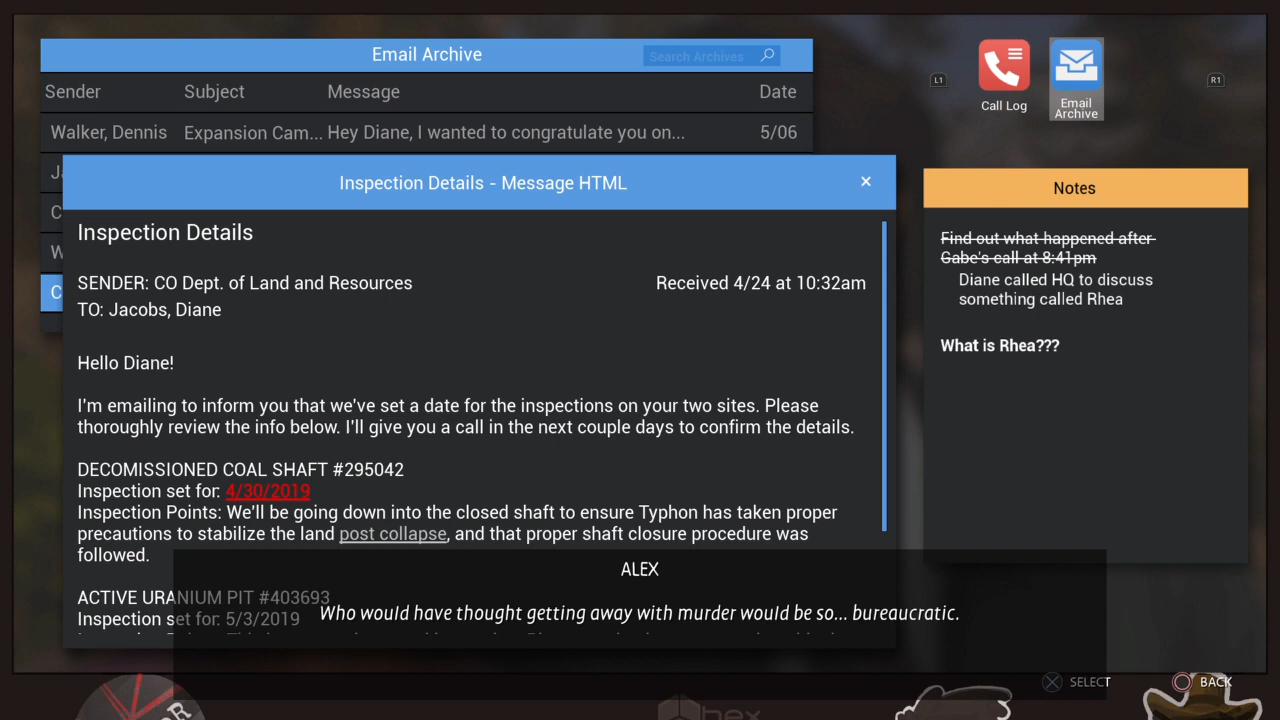 Email Archive
Search Archives
Sender Subject Message Date
Walker, Dennis Expansion Cam... Hey Diane, I wanted to congratulate you on... 5/06
J
C
W
C
Inspection Details - Message HTML
×
Inspection Details
SENDER: CO Dept. of Land and Resources Received 4/24 at 10:32am
TO: Jacobs, Diane
Hello Diane!
I'm emailing to inform you that we've set a date for the inspections on your two sites. Please
thoroughly review the info below. I'll give you a call in the next couple days to confirm the details.
DECOMISSIONED COAL SHAFT #295042
Inspection set for: 4/30/2019
Inspection Points: We'll be going down into the closed shaft to ensure Typhon has taken proper
precautions to stabilize the land post collapse, and that proper shaft closure procedure was
followed.
ACTIVE URANIUM PIT #403693
Inspection set for: 5/3/2019
L1
Call Log
Email
Archive
R1
Notes
Find out what happened after
Gabe's call at 8:41pm
Diane called HQ to discuss
something called Rhea
What is Rhea???
ALEX
Who would have thought getting away with murder would be so... bureaucratic.
SELECT
BACK
hex